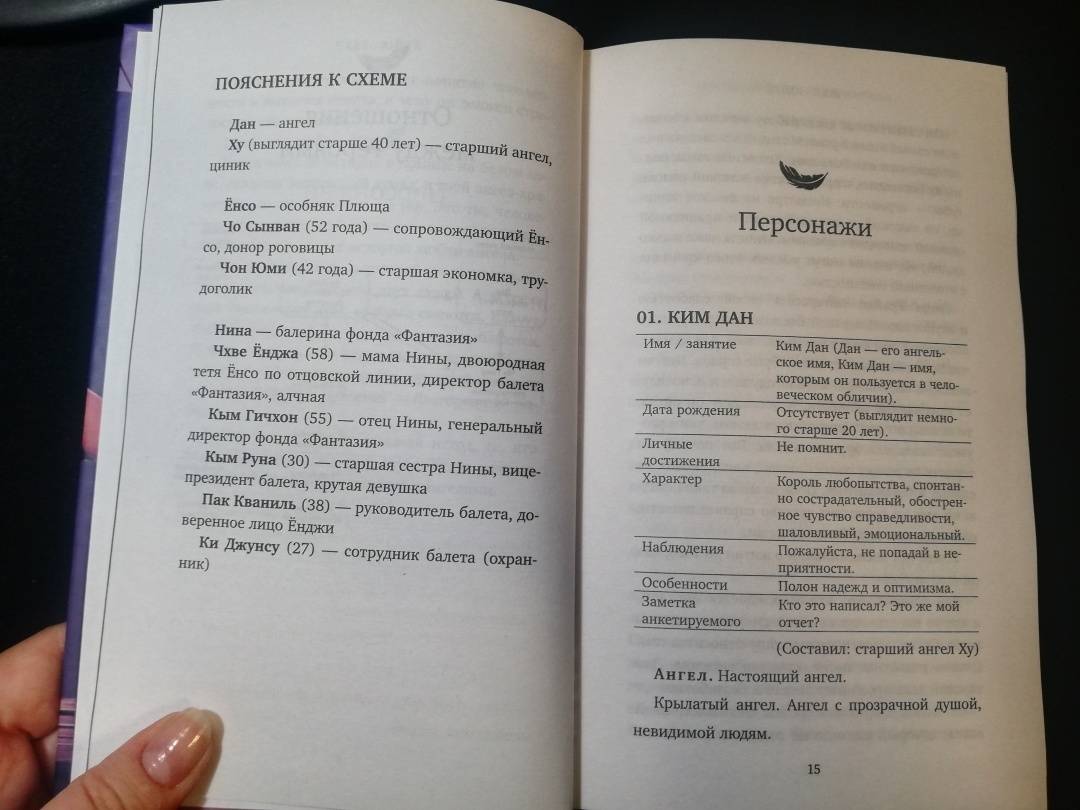 ПОЯСНЕНИЯ К СХЕМЕ
Дан — ангел
Ху (выглядит старше 40 лет) — старший ангел,
циник
Ёнсо — особняк Плюща
Чо Сынван (52 года) — сопровождающий Ён-
со, донор роговицы
Чон Юми (42 года) — старшая экономка, тру-
доголик
Нина — балерина фонда «Фантазия»
Чхве Ёнджа (58) — мама Нины, двоюродная
тетя Ёнсо по отцовской линии, директор балета
«Фантазия», алчная
Кым Гичхон (55) — отец Нины, генеральный
директор фонда «Фантазия»
Кым Руна (30) — старшая сестра Нины, вице-
президент балета, крутая девушка
Пак Кваниль (38) — руководитель балета, до-
веренное лицо Ёнджи
Ки Джунсу (27) — сотрудник балета (охран-
ник)
Персонажи
01. КИМ ДАН
Имя / занятие Ким Дан (Дан — его ангель-
ское имя, Ким Дан — имя,
которым он пользуется в чело-
веческом обличии).
Дата рождения Отсутствует (выглядит немно-
го старше 20 лет).
Личные Не помнит.
достижения
Характер Король любопытства, спонтан-
но сострадательный, обострен-
ное чувство справедливости,
шаловливый, эмоциональный.
Наблюдения Пожалуйста, не попадай в не-
приятности.
Особенности Полон надежд и оптимизма.
Заметка Кто это написал? Это же мой
анкетируемого отчет?
(Составил: старший ангел Ху)
Ангел. Настоящий ангел.
Крылатый ангел. Ангел с прозрачной душой,
невидимой людям.
15